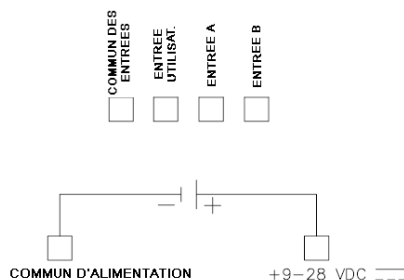 COMMUN DES
ENTREES
ENTREE
UTILISAT.
ENTREE A
ENTREE B
— +
COMMUN D'ALIMENTATION
+9-28 VDC